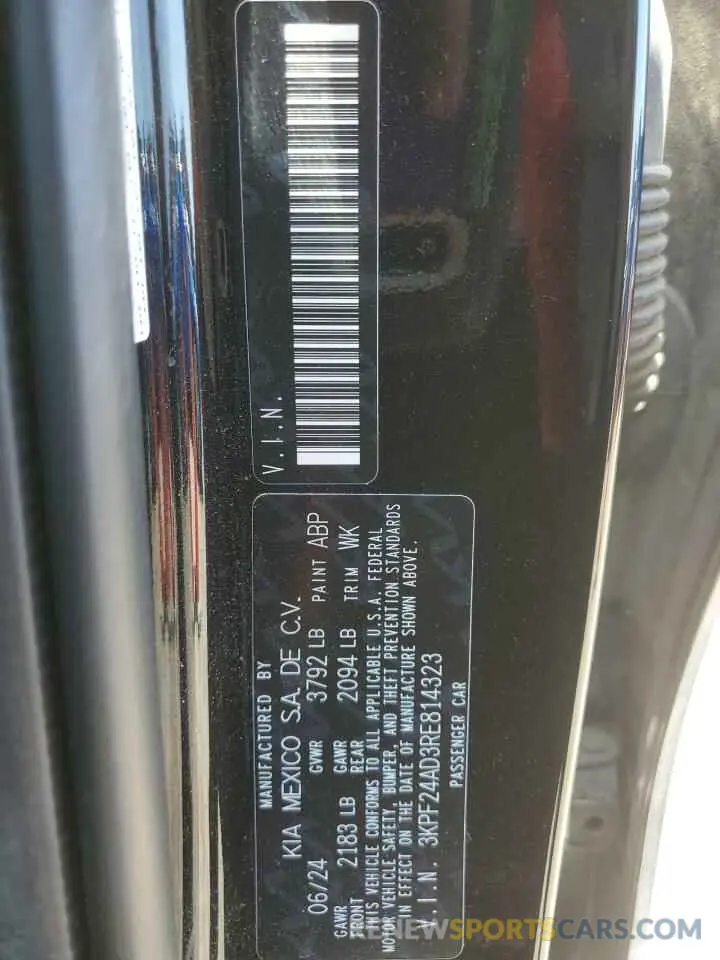 V.I.N.
MANUFACTURED BY
KIA MEXICO S.A. DE C.V.
06/24 GVWR 3792 LB PAINT ABP
GAWR FRONT 2183 LB GAWR REAR 2094 LB TRIM WK
THIS VEHICLE CONFORMS TO ALL APPLICABLE U.S.A. FEDERAL
MOTOR VEHICLE SAFETY, BUMPER, AND THEFT PREVENTION STANDARDS
IN EFFECT ON THE DATE OF MANUFACTURE SHOWN ABOVE.
V.I.N. 3KPF24AD3RE814323
PASSENGER CAR
RENEWSPORTSCARS.COM